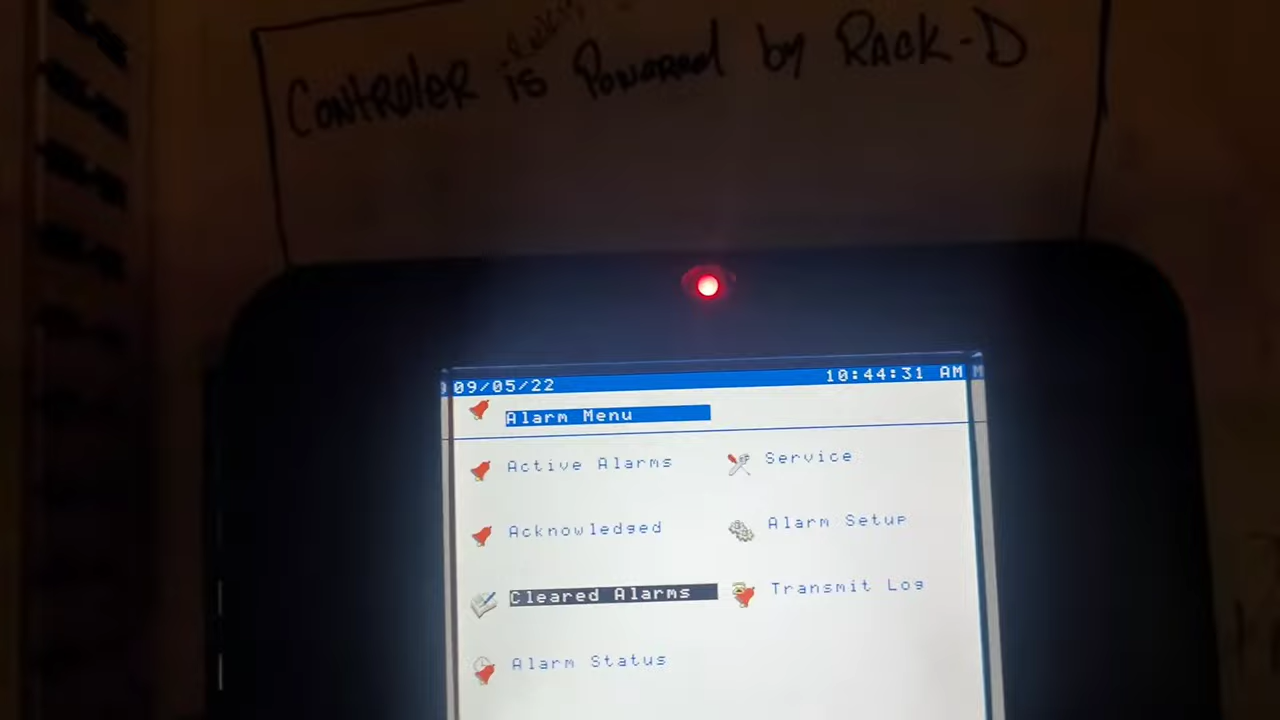 Controler is Powered by Rack-D
09/05/22 10:44:31 AM
Alarm Menu
Active Alarms Service
Acknowledged Alarm Setup
Cleared Alarms Transmit Log
Alarm Status